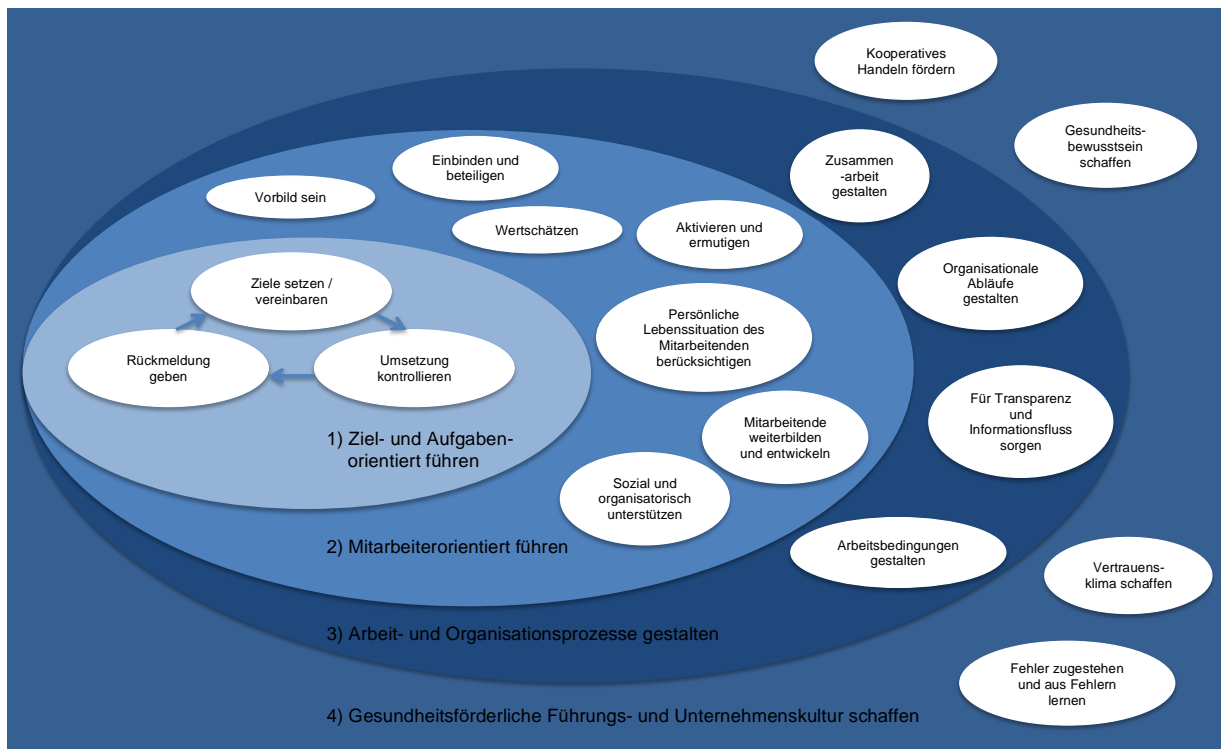 Kooperatives
Handeln fördern
Gesundheits-
bewusstsein
schaffen
Zusammen
-arbeit
gestalten
Einbinden und
beteiligen
Vorbild sein
Wertschätzen
Aktivieren und
ermutigen
Organisationale
Abläufe
gestalten
Ziele setzen /
vereinbaren
Persönliche
Lebenssituation des
Mitarbeitenden
berücksichtigen
Rückmeldung
geben
Umsetzung
kontrollieren
Für Transparenz
und
Informationsfluss
sorgen
Mitarbeitende
weiterbilden
und entwickeln
1) Ziel- und Aufgaben-
orientiert führen
Sozial und
organisatorisch
unterstützen
2) Mitarbeiterorientiert führen
Arbeitsbedingungen
gestalten
Vertrauens-
klima schaffen
3) Arbeit- und Organisationsprozesse gestalten
Fehler zugestehen
und aus Fehlern
lernen
4) Gesundheitsförderliche Führungs- und Unternehmenskultur schaffen